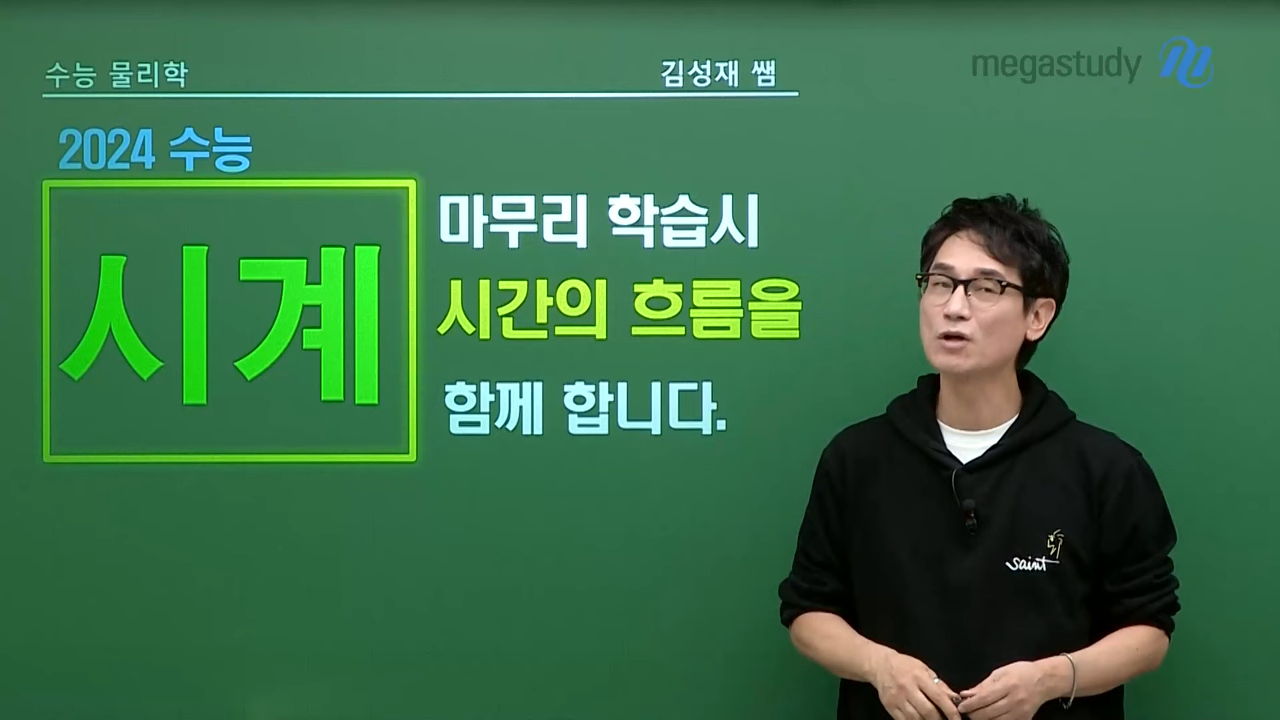 수능 물리학
김성재 쌤
megastudy
2024 수능
시계
마무리 학습시
시간의 흐름을
함께 합니다.
saint